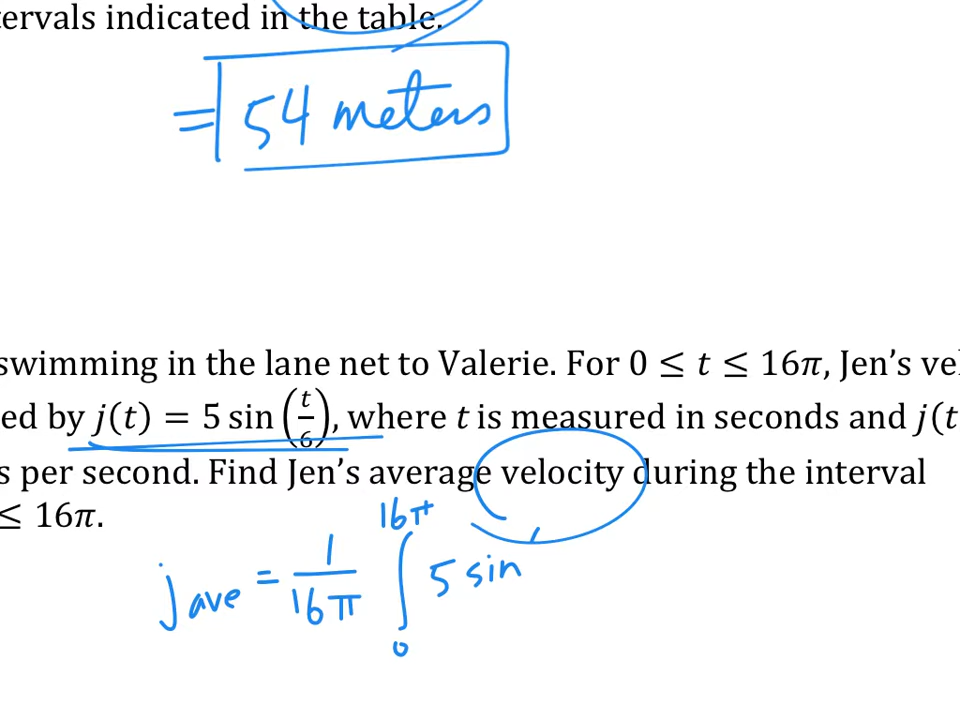 tervals indicated in the table.
= 54 meters
swimming in the lane net to Valerie. For 0 ≤ t ≤ 16π, Jen's vel
ed by j(t) = 5 sin (t/6), where t is measured in seconds and j(t
s per second. Find Jen's average velocity during the interval
≤ 16π.
j ave = 1/16π ∫₀^16π 5 sin